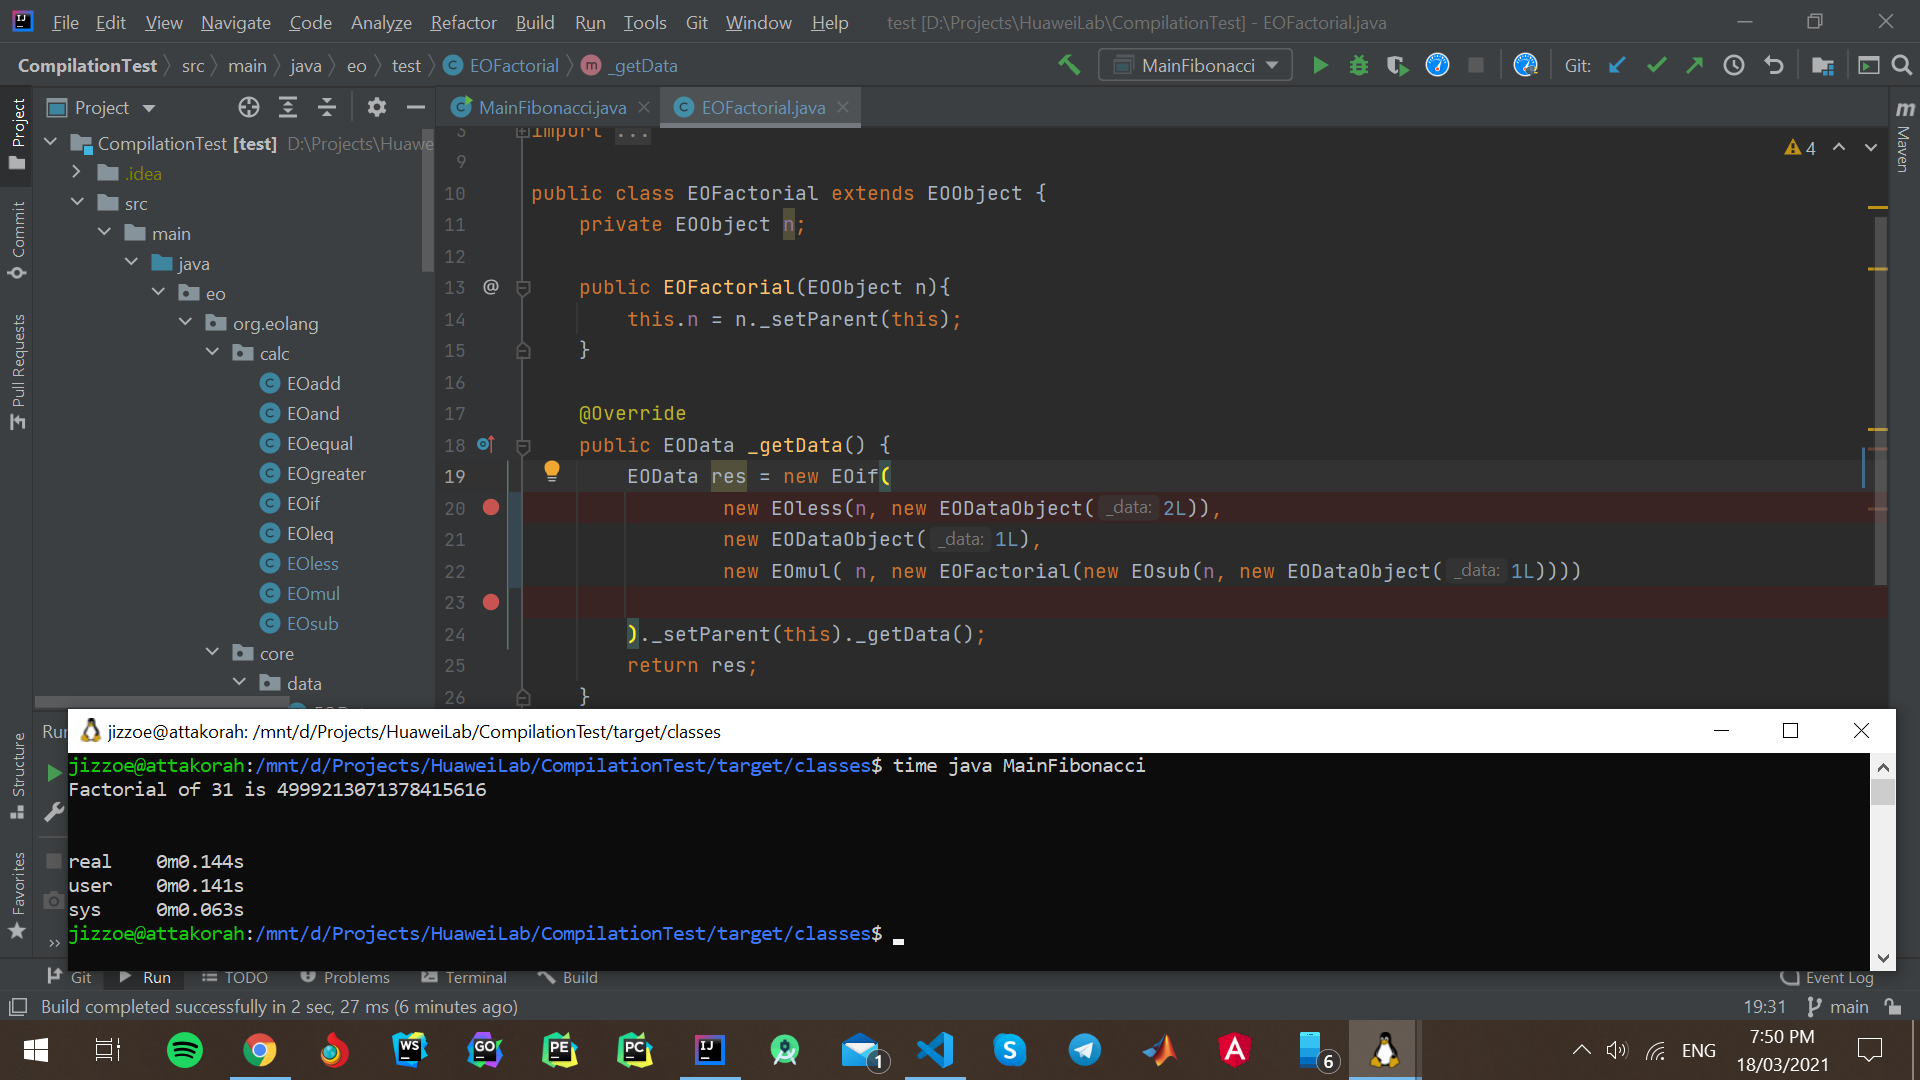 File Edit View Navigate Code Analyze Refactor Build Run Tools Git Window Help test [D:\Projects\HuaweiLab\CompilationTest] - EOFactorial.java
CompilationTest src main java eo test EOFactorial _getData MainFibonacci Git:
Project
Project
Commit
Pull Requests
Structure
Favorites
CompilationTest [test] D:\Projects\Huawe
.idea
src
main
java
eo
org.eolang
calc
EOadd
EOand
EOequal
EOgreater
EOif
EOleq
EOless
EOmul
EOsub
core
data
MainFibonacci.java EOFactorial.java
4
Maven
3 import ...
9
10 public class EOFactorial extends EOObject {
11 private EOObject n;
12
13 @ public EOFactorial(EOObject n){
14 this.n = n._setParent(this);
15 }
16
17 @Override
18 public EOData _getData() {
19 EOData res = new EOif(
20 new EOless(n, new EODataObject( _data: 2L)),
21 new EODataObject( _data: 1L),
22 new EOmul( n, new EOFactorial(new EOsub(n, new EODataObject( _data: 1L))))
23
24 )._setParent(this)._getData();
25 return res;
26 }
Ru
jizzoe@attakorah: /mnt/d/Projects/HuaweiLab/CompilationTest/target/classes
jizzoe@attakorah:/mnt/d/Projects/HuaweiLab/CompilationTest/target/classes$ time java MainFibonacci
Factorial of 31 is 4999213071378415616
real 0m0.144s
user 0m0.141s
sys 0m0.063s
jizzoe@attakorah:/mnt/d/Projects/HuaweiLab/CompilationTest/target/classes$
Git Run TODO Problems Terminal Build Event Log
Build completed successfully in 2 sec, 27 ms (6 minutes ago) 19:31 main
WS GO PE PC IJ 1 S A 6 ENG 7:50 PM
18/03/2021